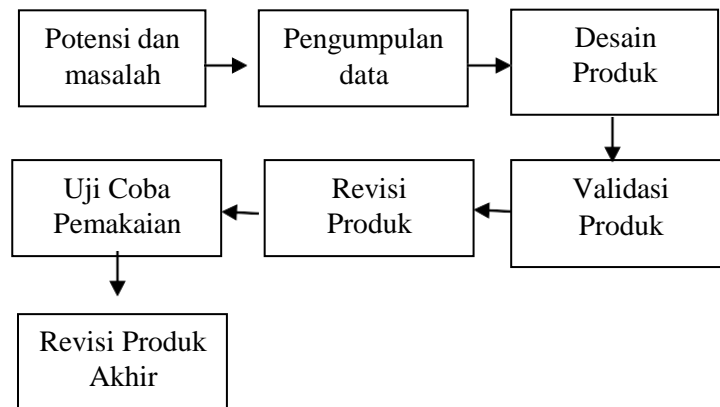 Potensi dan
masalah
Pengumpulan
data
Desain
Produk
Validasi
Produk
Revisi
Produk
Uji Coba
Pemakaian
Revisi Produk
Akhir